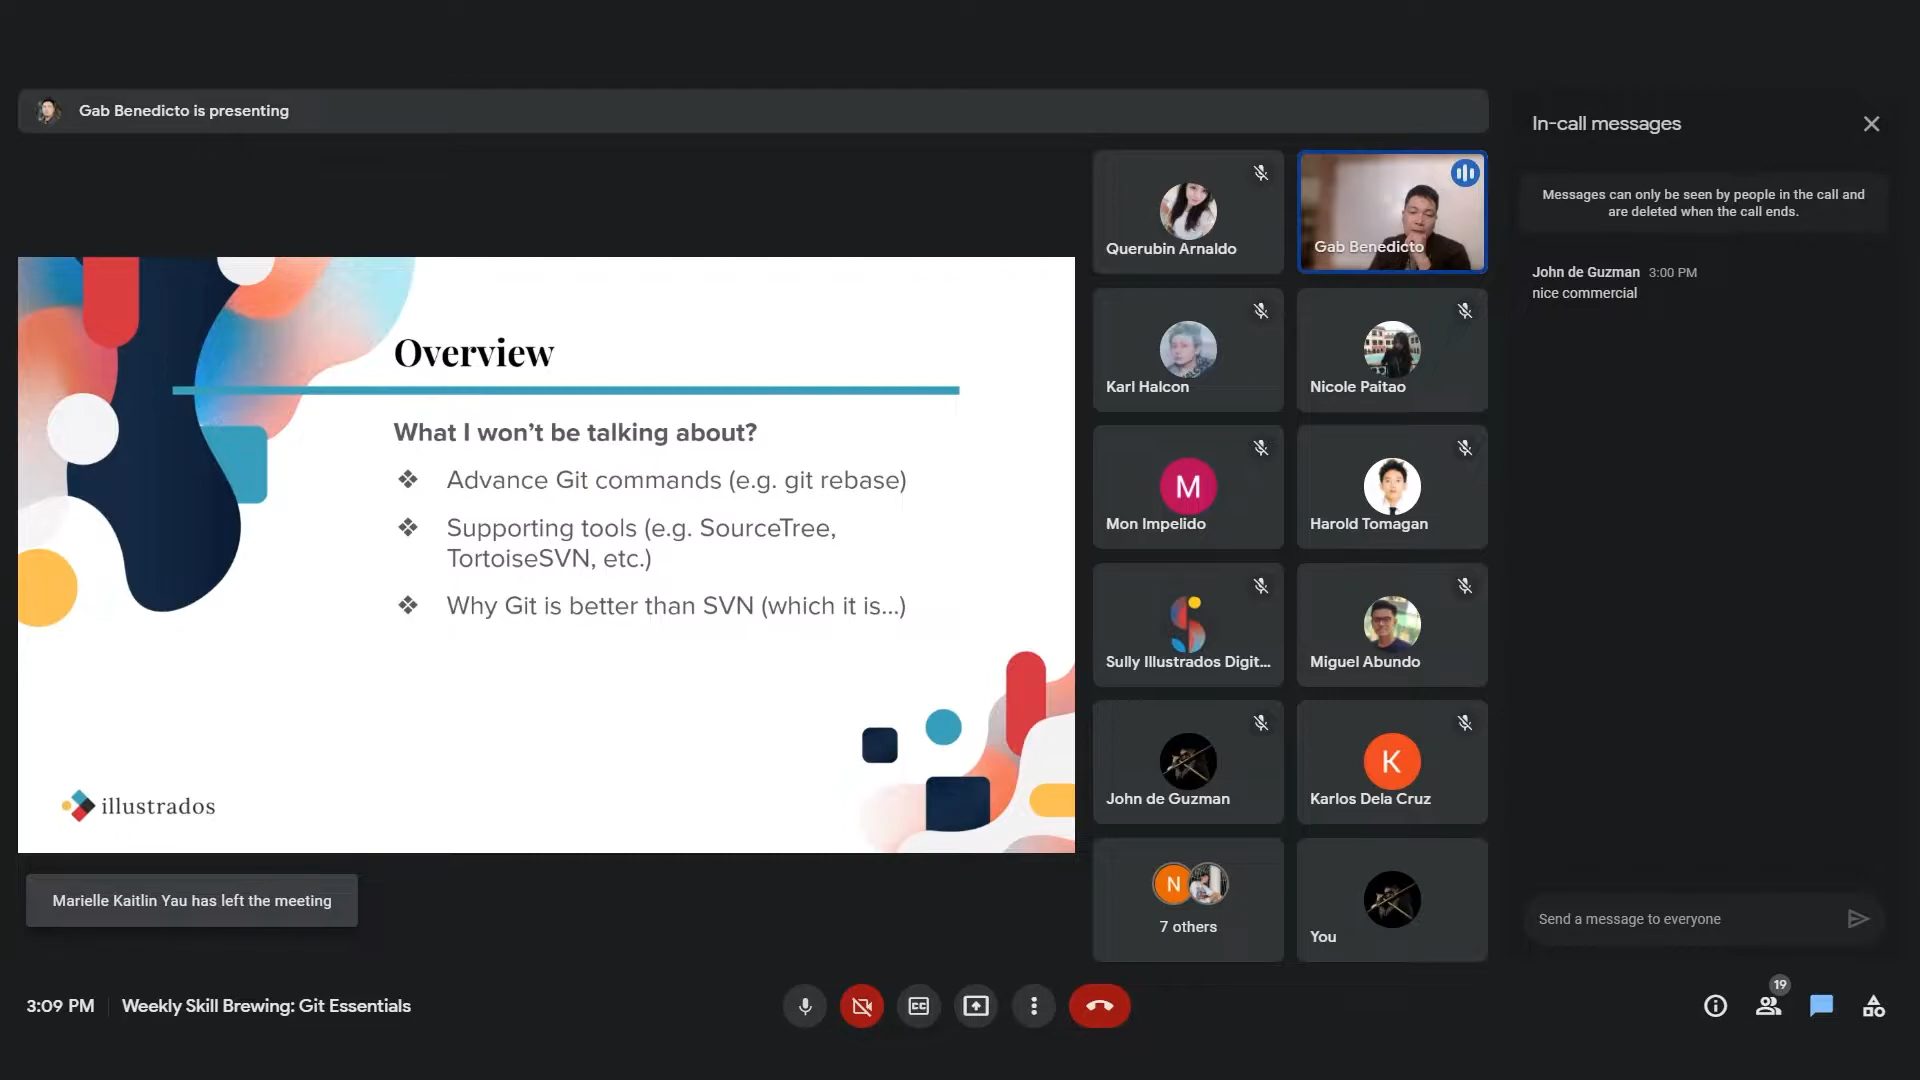 Gab Benedicto is presenting
In-call messages
Messages can only be seen by people in the call and
are deleted when the call ends.
John de Guzman 3:00 PM
nice commercial
Querubin Arnaldo
Gab Benedicto
Karl Halcon
Nicole Paitao
M
Mon Impelido
Harold Tomagan
Sully Illustrados Digit...
Miguel Abundo
John de Guzman
K
Karlos Dela Cruz
N
7 others
You
Overview
What I won't be talking about?
❖ Advance Git commands (e.g. git rebase)
❖ Supporting tools (e.g. SourceTree,
TortoiseSVN, etc.)
❖ Why Git is better than SVN (which it is...)
illustrados
Marielle Kaitlin Yau has left the meeting
Send a message to everyone
3:09 PM
Weekly Skill Brewing: Git Essentials
CC
19